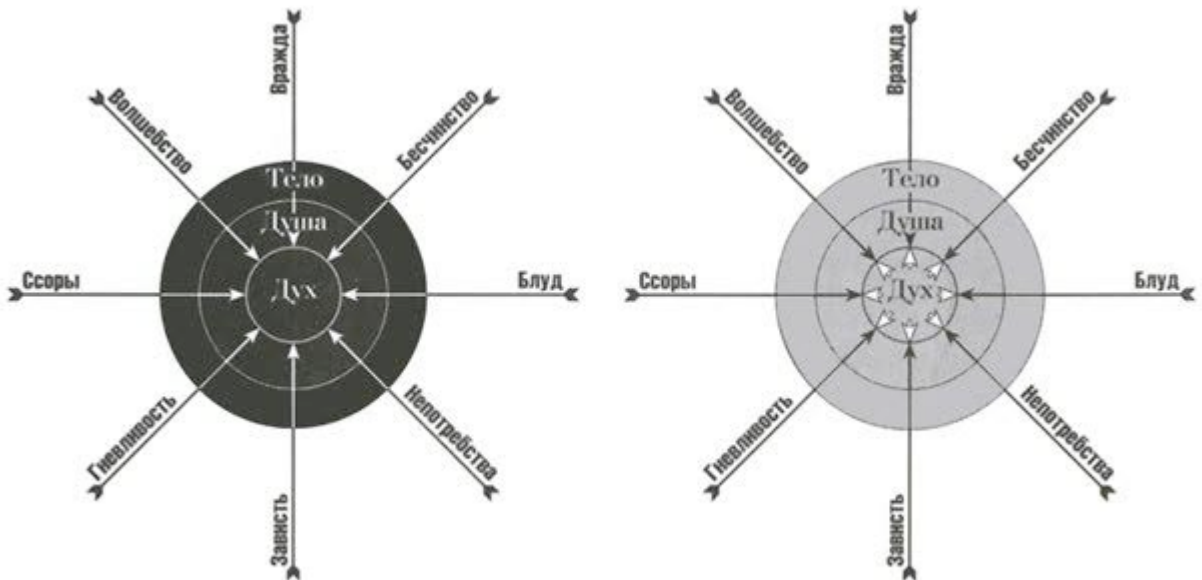 Вражда
Волшебство
Бесчинство
Тело
Душа
Ссоры
Дух
Блуд
Гневливость
Непотребства
Зависть
Вражда
Волшебство
Бесчинство
Тело
Душа
Ссоры
Дух
Блуд
Гневливость
Непотребства
Зависть